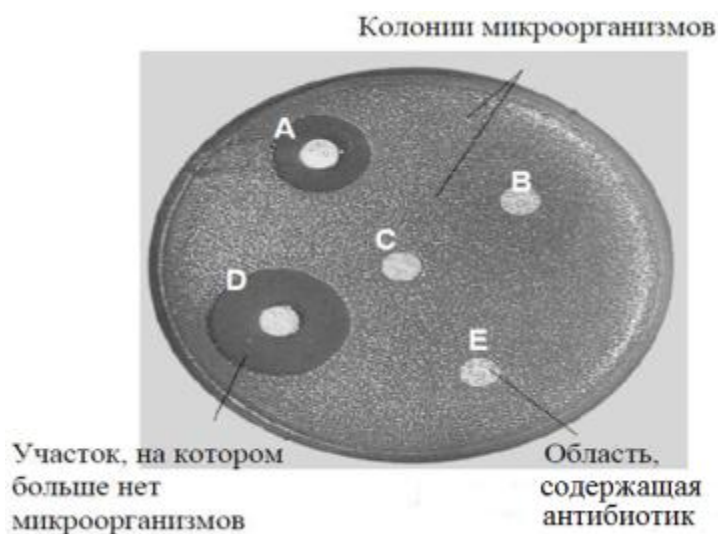 Колонии микроорганизмов
A
B
C
D
E
Участок, на котором
больше нет
микроорганизмов
Область,
содержащая
антибиотик